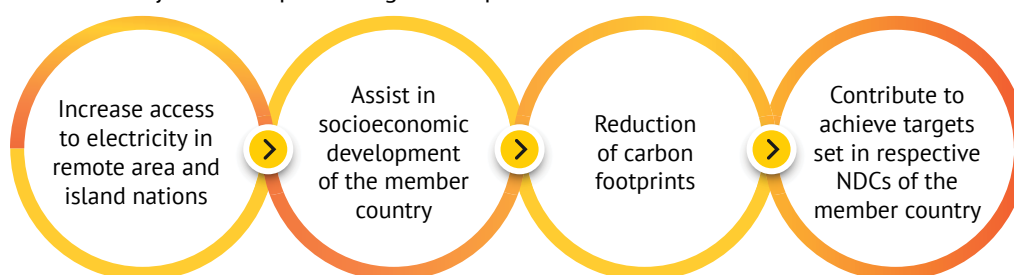 Increase access
to electricity in
remote area and
island nations
Assist in
socioeconomic
development
of the member
country
Reduction
of carbon
footprints
Contribute to
achieve targets
set in respective
NDCs of the
member country